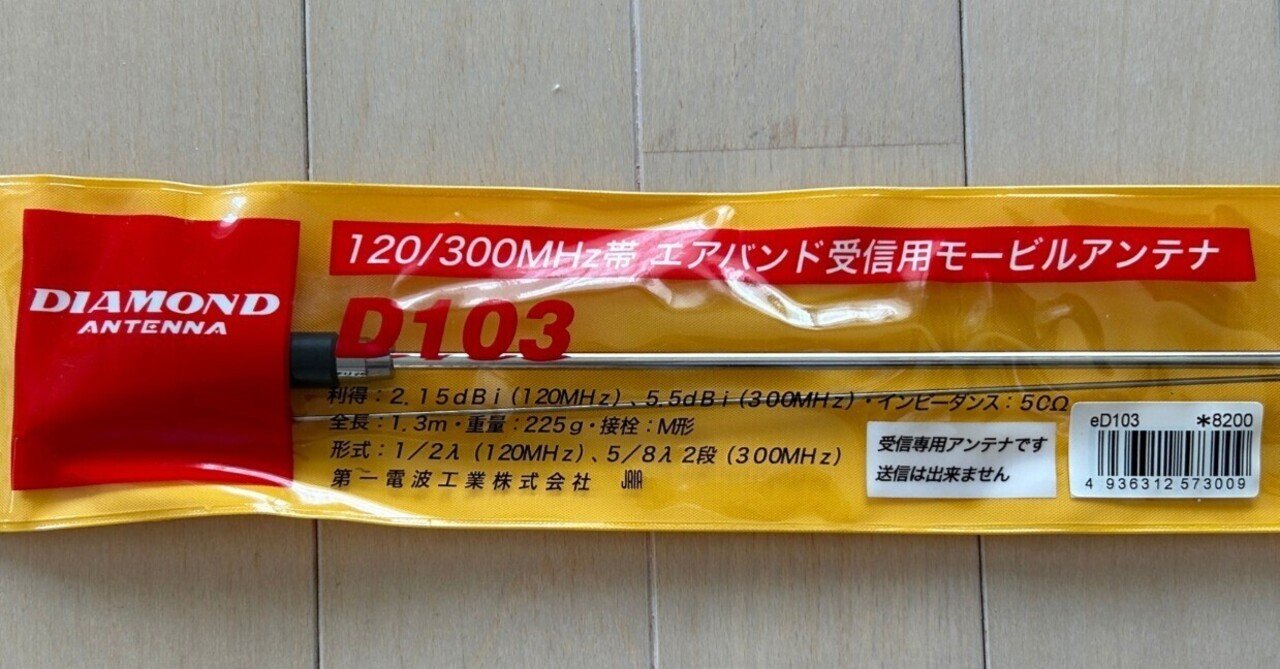 DIAMOND
ANTENNA
120/300MHz帯 エアバンド受信用モービルアンテナ
D103
利得：2.15dBi（120MHz）、5.5dBi（300MHz）・インピーダンス：50Ω
全長：1.3m・重量：225g・接栓：M形
形式：1/2λ（120MHz）、5/8λ 2段（300MHz）
第一電波工業株式会社 JAIA
受信専用アンテナです
送信は出来ません
eD103 *8200
4 936312 573009